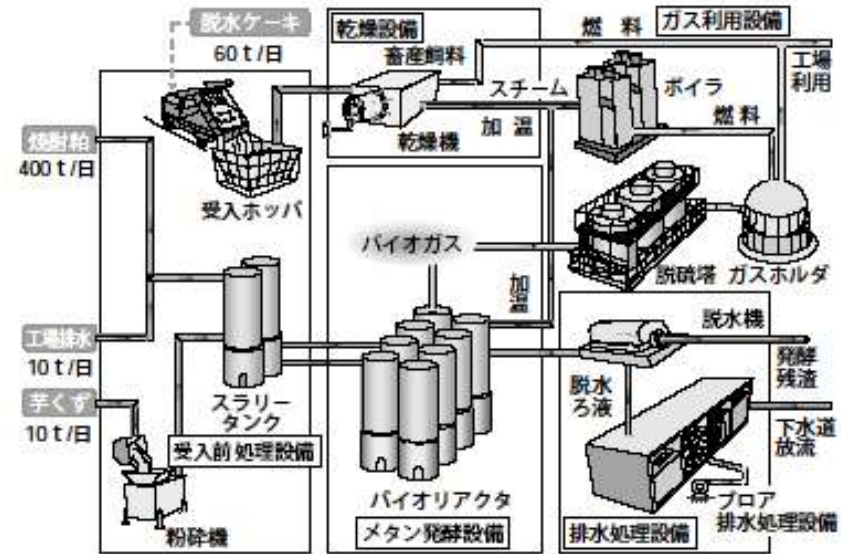 脱水ケーキ
60t/日
乾燥設備
畜産飼料
燃料
ガス利用設備
工場
利用
スチーム
ボイラ
焼酎粕
400t/日
乾燥機
加温
燃料
受入ホッパ
バイオガス
脱硫塔
ガスホルダ
加温
脱水機
工場排水
10t/日
発酵
残渣
芋くず
10t/日
スラリー
タンク
脱水
ろ液
下水道
放流
受入前処理設備
バイオリアクタ
ブロア
排水処理設備
粉砕機
メタン発酵設備
排水処理設備